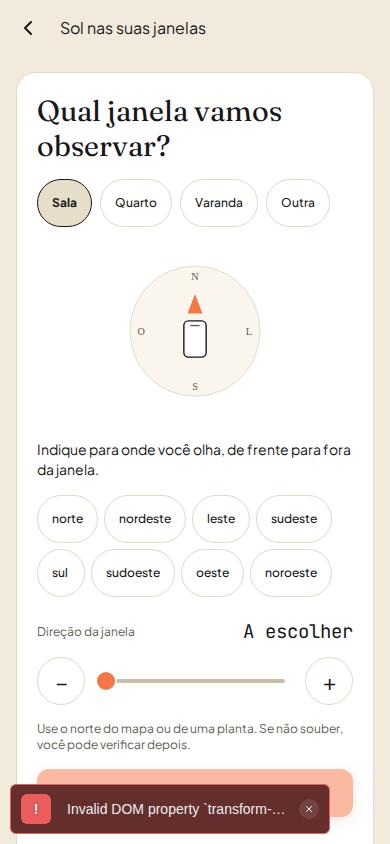 Sol nas suas janelas
Qual janela vamos
observar?
Sala Quarto Varanda Outra
N
O L
S
Indique para onde você olha, de frente para fora
da janela.
norte nordeste leste sudeste
sul sudoeste oeste noroeste
Direção da janela A escolher
− +
Use o norte do mapa ou de uma planta. Se não souber,
você pode verificar depois.
! Invalid DOM property `transform-... ×